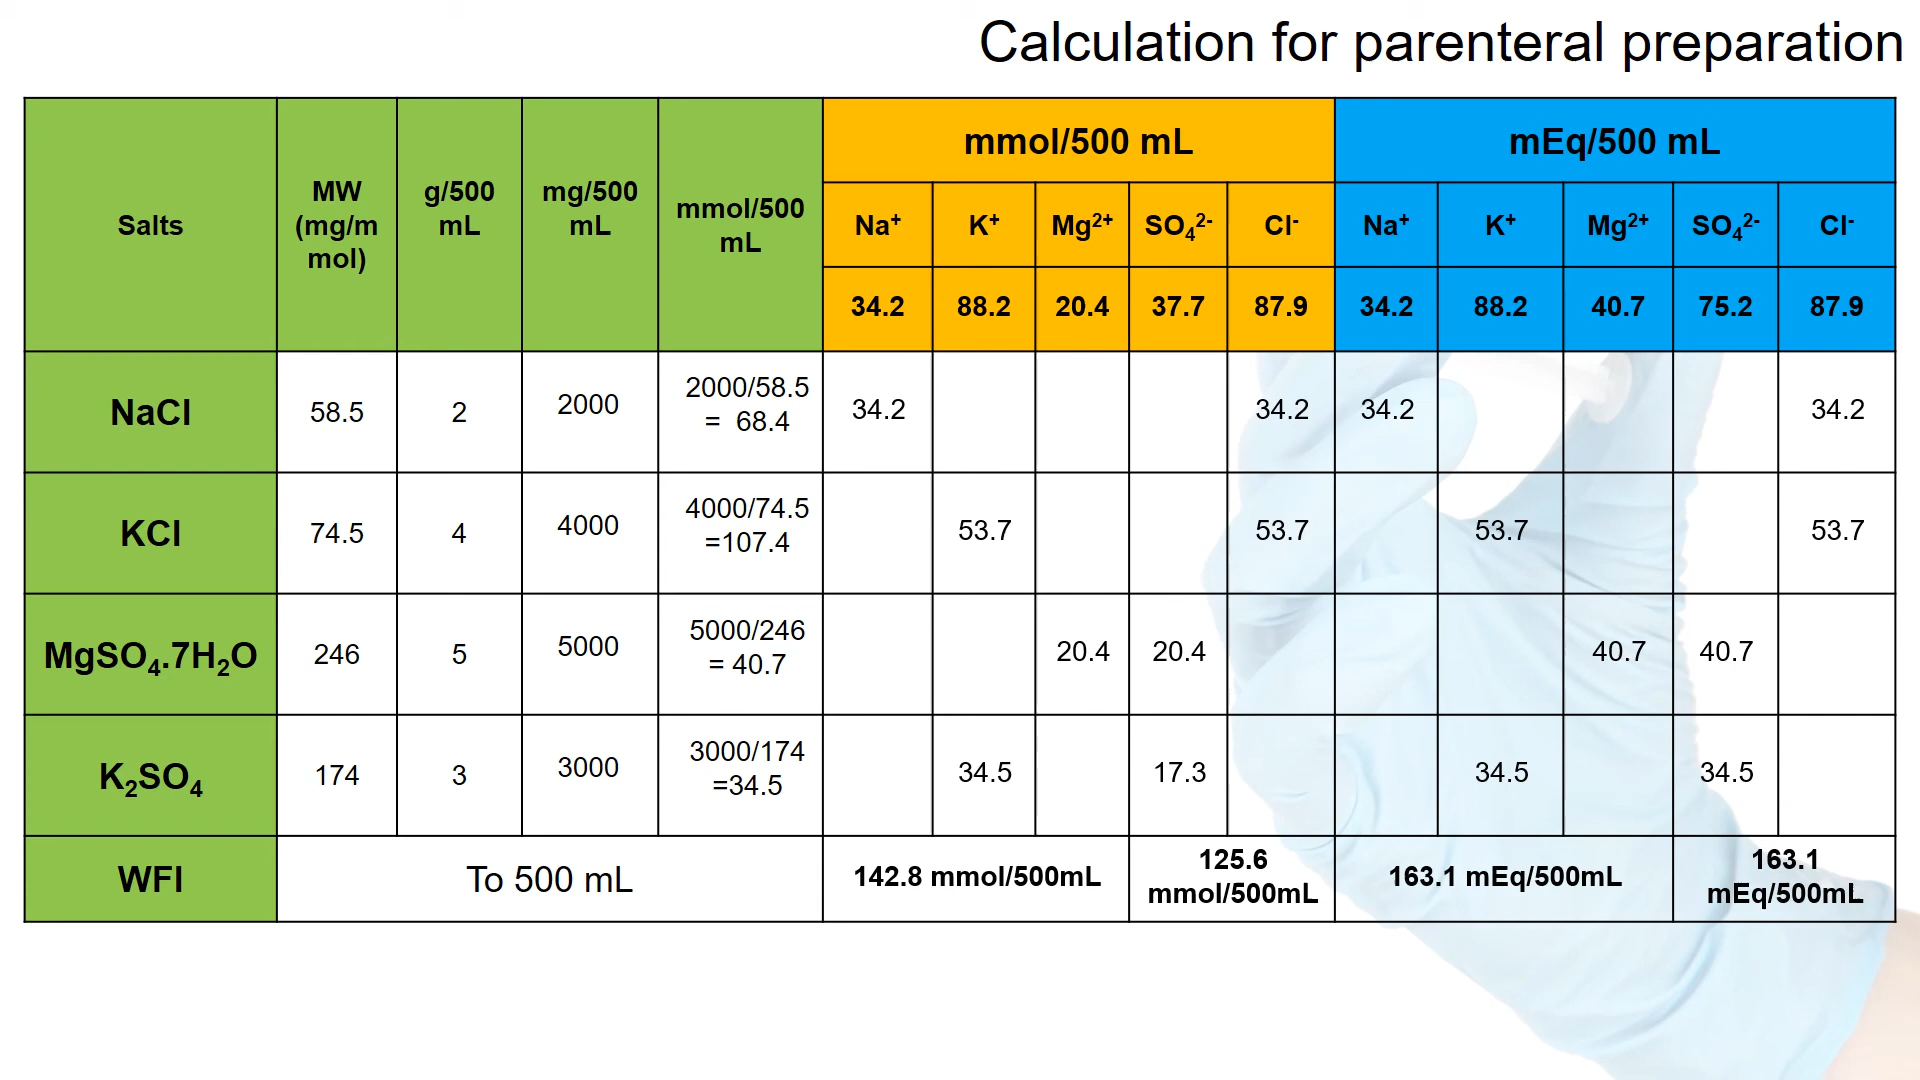 Calculation for parenteral preparation
Salts
MW
(mg/m
mol)
g/500
mL
mg/500
mL
mmol/500
mL
mmol/500 mL
mEq/500 mL
Na⁺ K⁺ Mg²⁺ SO₄²⁻ Cl⁻ Na⁺ K⁺ Mg²⁺ SO₄²⁻ Cl⁻
34.2 88.2 20.4 37.7 87.9 34.2 88.2 40.7 75.2 87.9
NaCl 58.5 2 2000 2000/58.5
= 68.4
34.2 34.2 34.2 34.2
KCl 74.5 4 4000 4000/74.5
=107.4
53.7 53.7 53.7 53.7
MgSO₄.7H₂O 246 5 5000 5000/246
= 40.7
20.4 20.4 40.7 40.7
K₂SO₄ 174 3 3000 3000/174
=34.5
34.5 17.3 34.5 34.5
WFI To 500 mL 142.8 mmol/500mL
125.6
mmol/500mL
163.1 mEq/500mL
163.1
mEq/500mL